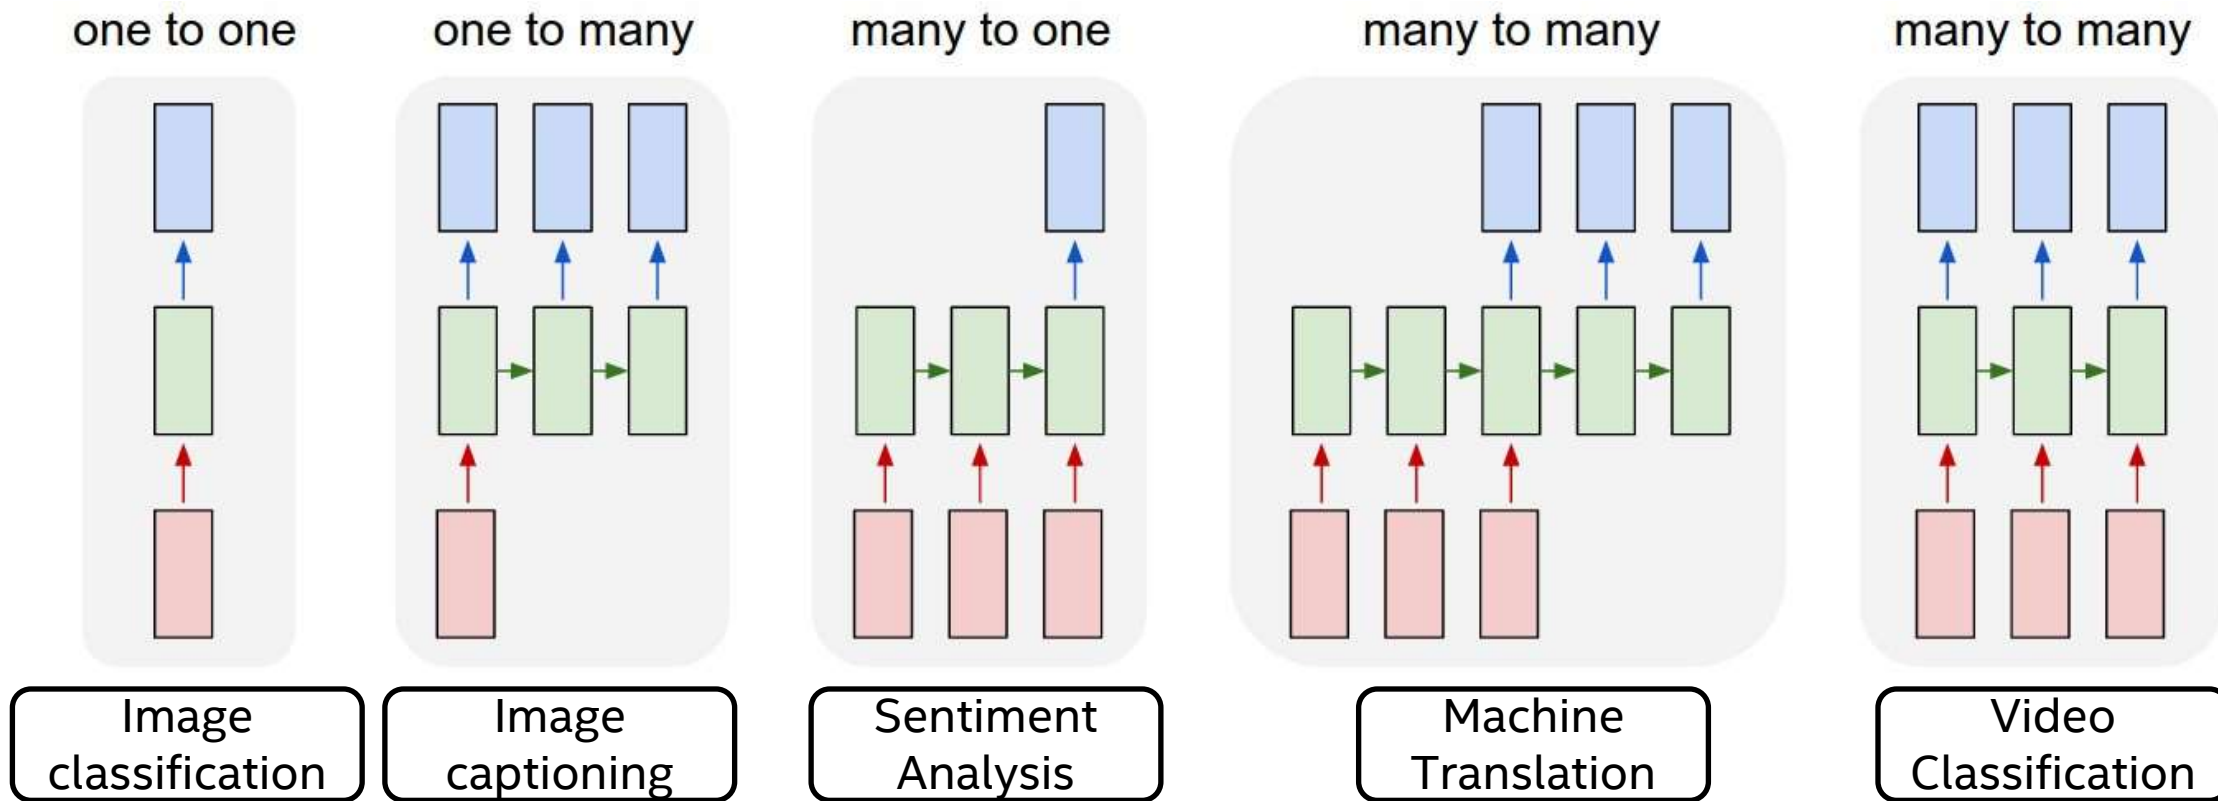 one to one
one to many
many to one
many to many
many to many
Image
classification
Image
captioning
Sentiment
Analysis
Machine
Translation
Video
Classification